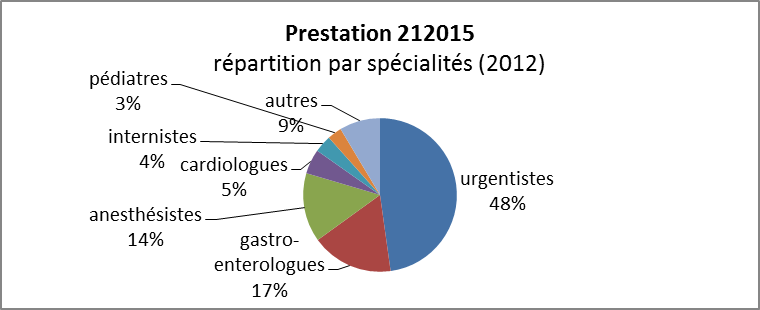 Prestation 212015
répartition par spécialités (2012)
pédiatres
3%
autres
9%
internistes
4%
cardiologues
5%
urgentistes
48%
anesthésistes
14%
gastro-
enterologues
17%